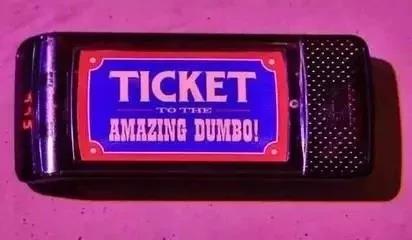 TICKET
TO THE
AMAZING DUMBO!